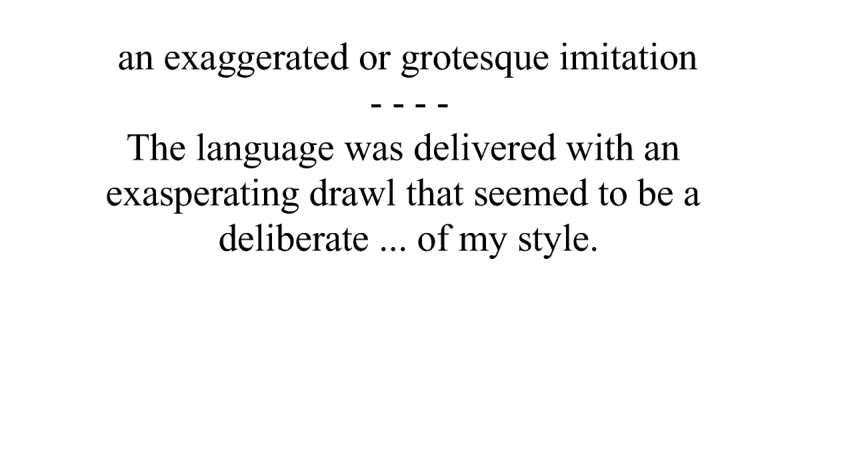 an exaggerated or grotesque imitation
- - - -
The language was delivered with an
exasperating drawl that seemed to be a
deliberate ... of my style.